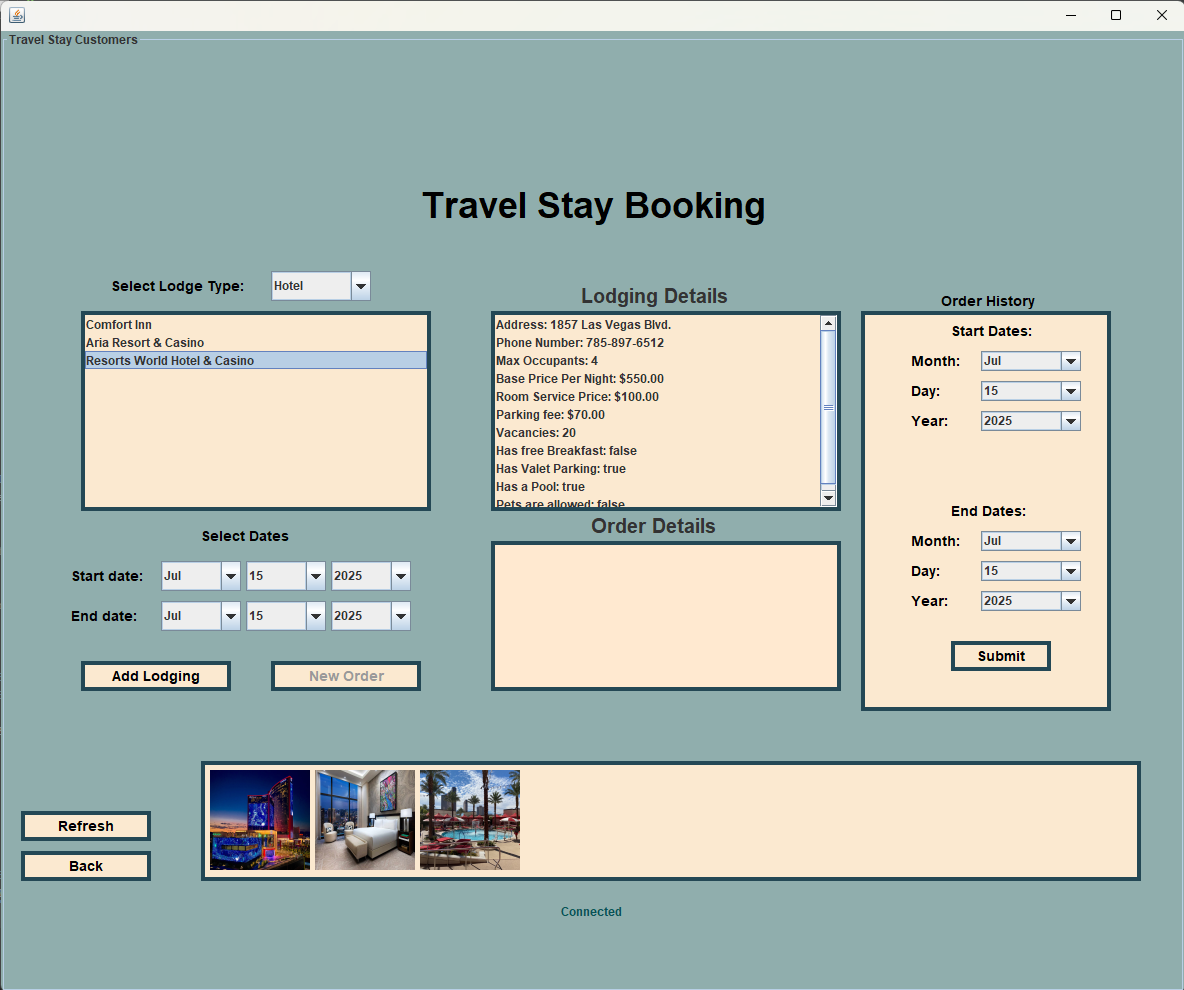 Travel Stay Customers
Travel Stay Booking
Select Lodge Type: Hotel
Comfort Inn
Aria Resort & Casino
Resorts World Hotel & Casino
Select Dates
Start date: Jul 15 2025
End date: Jul 15 2025
Add Lodging New Order
Lodging Details
Address: 1857 Las Vegas Blvd.
Phone Number: 785-897-6512
Max Occupants: 4
Base Price Per Night: $550.00
Room Service Price: $100.00
Parking fee: $70.00
Vacancies: 20
Has free Breakfast: false
Has Valet Parking: true
Has a Pool: true
Pets are allowed: false
Order Details
Order History
Start Dates:
Month: Jul
Day: 15
Year: 2025
End Dates:
Month: Jul
Day: 15
Year: 2025
Submit
Refresh
Back
Connected